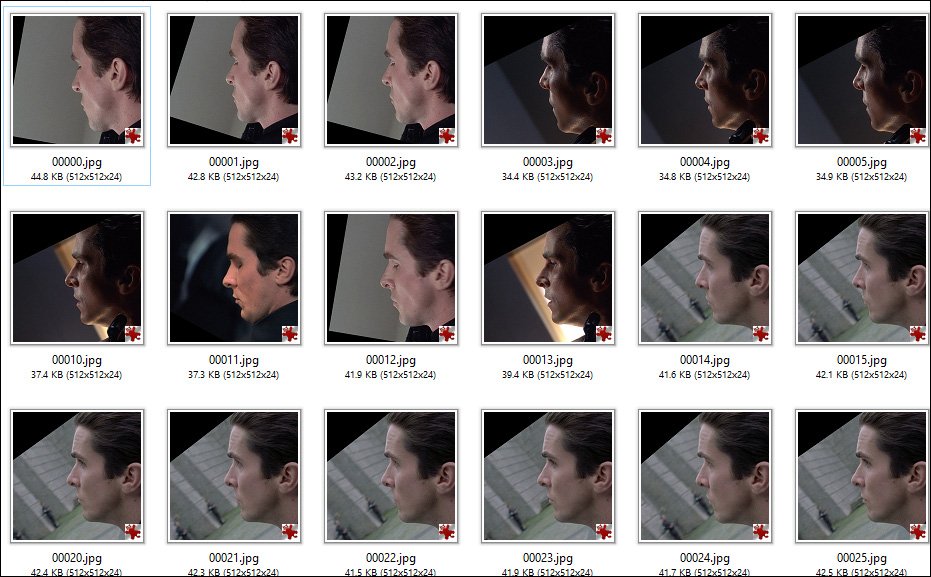 00000.jpg
44.8 KB (512x512x24)
00001.jpg
42.8 KB (512x512x24)
00002.jpg
43.2 KB (512x512x24)
00003.jpg
34.4 KB (512x512x24)
00004.jpg
34.8 KB (512x512x24)
00005.jpg
34.9 KB (512x512x24)
00010.jpg
37.4 KB (512x512x24)
00011.jpg
37.3 KB (512x512x24)
00012.jpg
41.9 KB (512x512x24)
00013.jpg
39.4 KB (512x512x24)
00014.jpg
41.6 KB (512x512x24)
00015.jpg
42.1 KB (512x512x24)
00020.jpg
42.4 KB (512x512x24)
00021.jpg
42.3 KB (512x512x24)
00022.jpg
41.5 KB (512x512x24)
00023.jpg
41.9 KB (512x512x24)
00024.jpg
41.7 KB (512x512x24)
00025.jpg
42.5 KB (512x512x24)